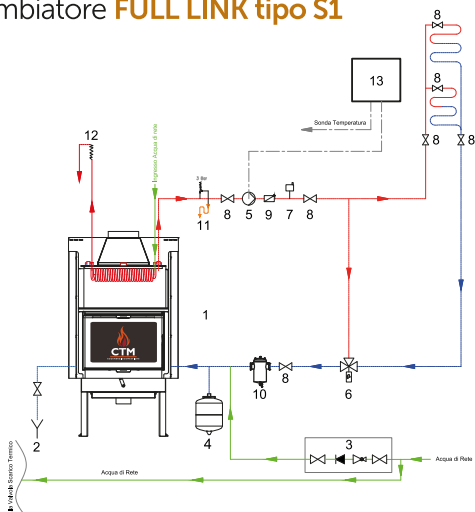 mbiatore FULL LINK tipo S1
8
13
8
Sonda Temperatura
12
Ingresso Acqua di rete
8
8
3 Bar
11
8
5
9
7
8
1
CTM
10
8
6
4
2
3
Acqua di Rete
Acqua di Rete
lla Valvola Scarico Termico